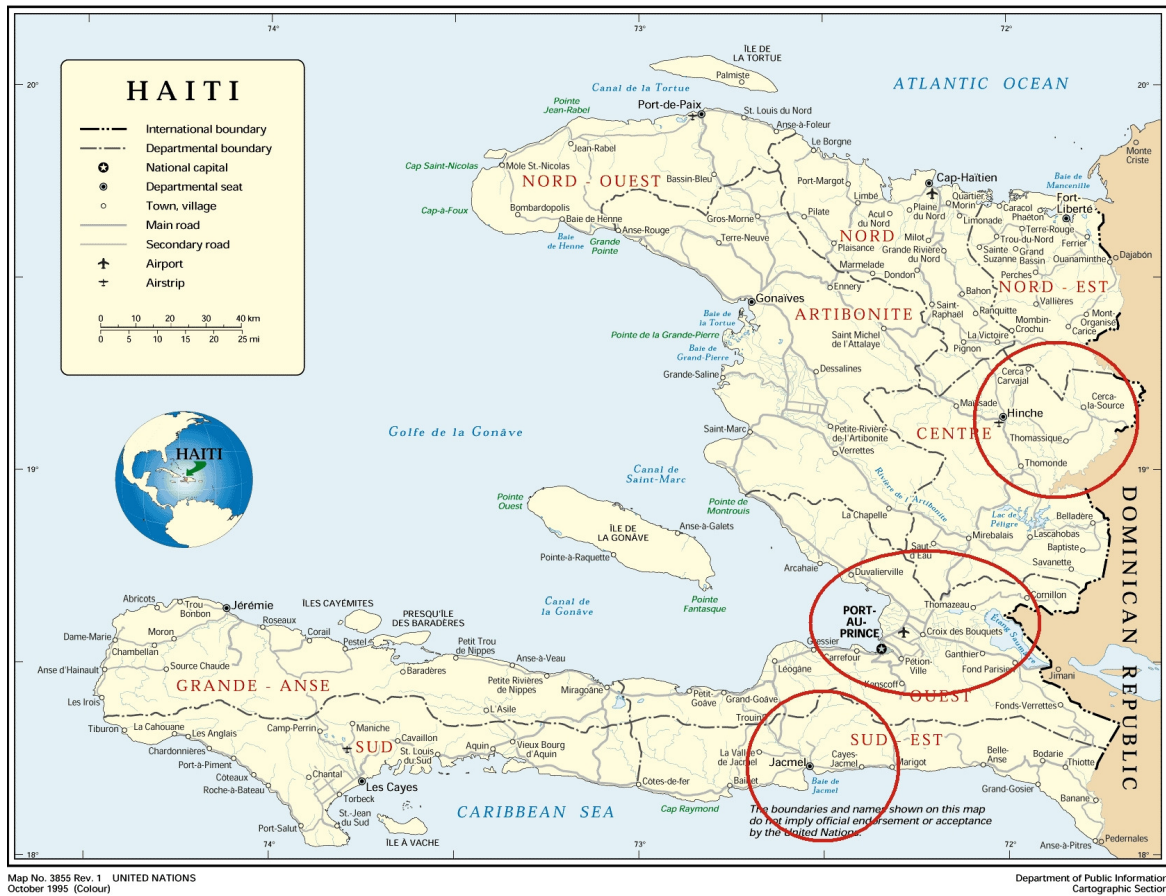 HAITI
International boundary
Departmental boundary
National capital
Departmental seat
Town, village
Main road
Secondary road
Airport
Airstrip
0 10 20 30 40 km
0 5 10 15 20 25 mi
HAITI
74°
73°
72°
20°
20°
19°
19°
18°
18°
74°
73°
72°
ATLANTIC OCEAN
ÎLE DE
LA TORTUE
Palmiste
Canal de la Tortue
Pointe
Jean-Rabel
Port-de-Paix
St. Louis du Nord
Anse-à-Foleur
Le Borgne
Jean-Rabel
Cap Saint-Nicolas
Môle St-Nicolas
NORD - OUEST
Bassin-Bleu
Port-Margot
Cap-Haïtien
Monte
Criste
Baie de
Mancenille
Fort-
Liberté
Cap-à-Foux
Bombardopolis
Baie de Henne
Baie
de Henne
Grande
Pointe
Anse-Rouge
Gros-Morne
Terre-Neuve
Pilate
Limbé
Acul du
du Nord
Plaine
du Nord
Quartier
Morin
Limonade
Caracol
Phaëton
Terre-Rouge
Trou-du-Nord
Ferrier
NORD
Plaisance
Milot
Grande Rivière
du Nord
Sainte
Suzanne
Grand
Bassin
Ouanaminthe
Dajabón
Perches
Marmelade
Dondon
NORD - EST
Ennery
Bahon
Vallières
Gonaïves
ARTIBONITE
Saint-
Raphaël
Ranquitte
Mombin-
Crochu
Mont-
Organisé
Carice
Baie de
la Tortue
Pointe de la Grande-Pierre
Baie de
Grand-Pierre
Saint Michel
de l'Attalaye
La Victoire
Pignon
Grande-Saline
Dessalines
Cerca
Carvajal
Cerca-
la-Source
Maïssade
Hinche
Golfe de la Gonâve
Saint-Marc
Petite-Rivière
de-l'Artibonite
Verrettes
CENTRE
Thomassique
Thomonde
Canal de
Saint-Marc
Pointe
Ouest
Pointe de
Montrouis
Rivière de l'Artibonite
Lac de
Péligre
Belladère
ÎLE DE
LA GONÂVE
Anse-à-Galets
La Chapelle
Mirebalais
Lascahobas
Baptiste
Saut-
d'Eau
Savanette
Pointe-à-Raquette
Arcahaie
Duvalierville
Canal de
la Gonâve
Pointe
Fantasque
Cornillon
Thomazeau
PORT-
AU-
PRINCE
Croix des Bouquets
Étang Saumâtre
Ganthier
Fond Parisien
Jimani
DOMINICAN REPUBLIC
Gressier
Carrefour
Pétion-
Ville
Kenscoff
OUEST
Fonds-Verrettes
Léogâne
Abricots
Trou
Bonbon
Jérémie
ÎLES CAYÉMITES
PRESQU'ÎLE
DES BARADÈRES
Roseaux
Corail
Pestel
Petit Trou
de Nippes
Dame-Marie
Moron
Chambellan
Anse-à-Veau
Anse d'Hainault
Source Chaude
Baradères
Petite Rivières
de Nippes
Miragoâne
Petit-
Goâve
Grand-Goâve
Trouin
GRANDE - ANSE
Les Irois
L'Asile
Tiburon
La Cahouane
Les Anglais
Camp-Perrin
Maniche
Cavaillon
SUD
St. Louis
du Sud
Aquin
Vieux Bourg
d'Aquin
SUD - EST
La Vallée
de Jacmel
Jacmel
Cayes-
Jacmel
Marigot
Belle-
Anse
Bodarie
Thiotte
Chardonnières
Port-à-Piment
Côteaux
Roche-à-Bateau
Chantal
Les Cayes
Torbeck
St-Jean
du Sud
Port-Salut
ÎLE À VACHE
Côtes-de-fer
Bainet
Cap Raymond
Baie de
Jacmel
Grand-Gosier
Banane
Pedernales
Anse-à-Pitres
CARIBBEAN SEA
The boundaries and names shown on this map
do not imply official endorsement or acceptance
by the United Nations.
Map No. 3855 Rev. 1 UNITED NATIONS
October 1995 (Colour)
Department of Public Information
Cartographic Section